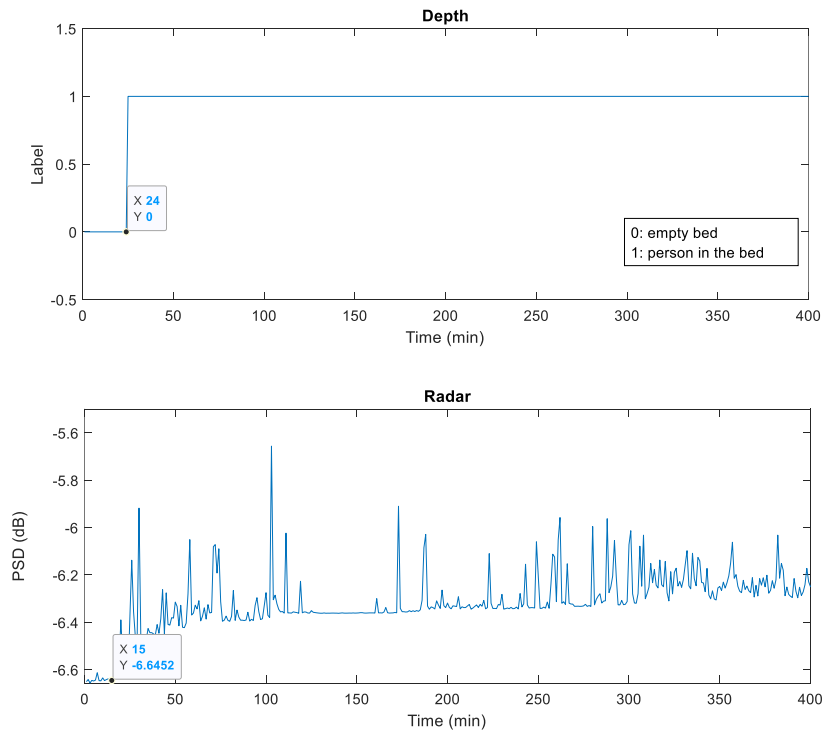 Depth
1.5
1
0.5
0
-0.5
Label
X 24
Y 0
0: empty bed
1: person in the bed
0 50 100 150 200 250 300 350 400
Time (min)
Radar
-5.6
-5.8
-6
-6.2
-6.4
-6.6
PSD (dB)
X 15
Y -6.6452
0 50 100 150 200 250 300 350 400
Time (min)